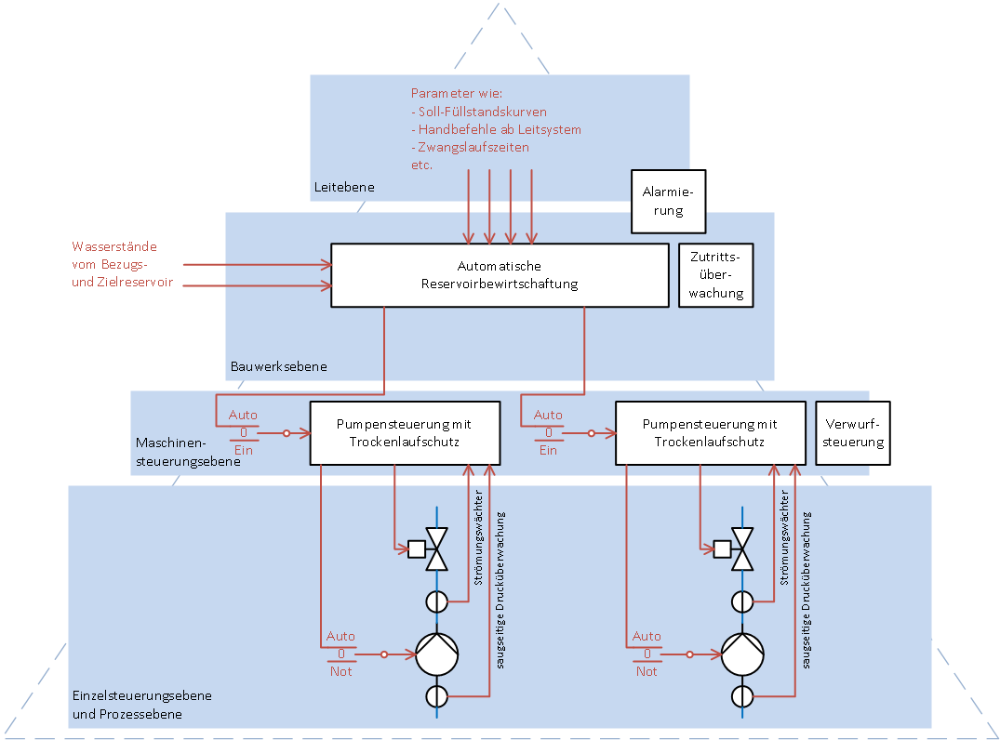 Parameter wie:
- Soll-Füllstandskurven
- Handbefehle ab Leitsystem
- Zwangslaufszeiten
etc.
Leitebene
Alarmie-
rung
Wasserstände
vom Bezugs-
und Zielreservoir
Automatische
Reservoirbewirtschaftung
Zutritts-
über-
wachung
Bauwerksebene
Maschinen-
steuerungsebene
Auto
0
Ein
Pumpensteuerung mit
Trockenlaufschutz
Auto
0
Ein
Pumpensteuerung mit
Trockenlaufschutz
Verwurf-
steuerung
Strömungswächter
saugseitige Drucküberwachung
Strömungswächter
saugseitige Drucküberwachung
Auto
0
Not
Auto
0
Not
Einzelsteuerungsebene
und Prozessebene